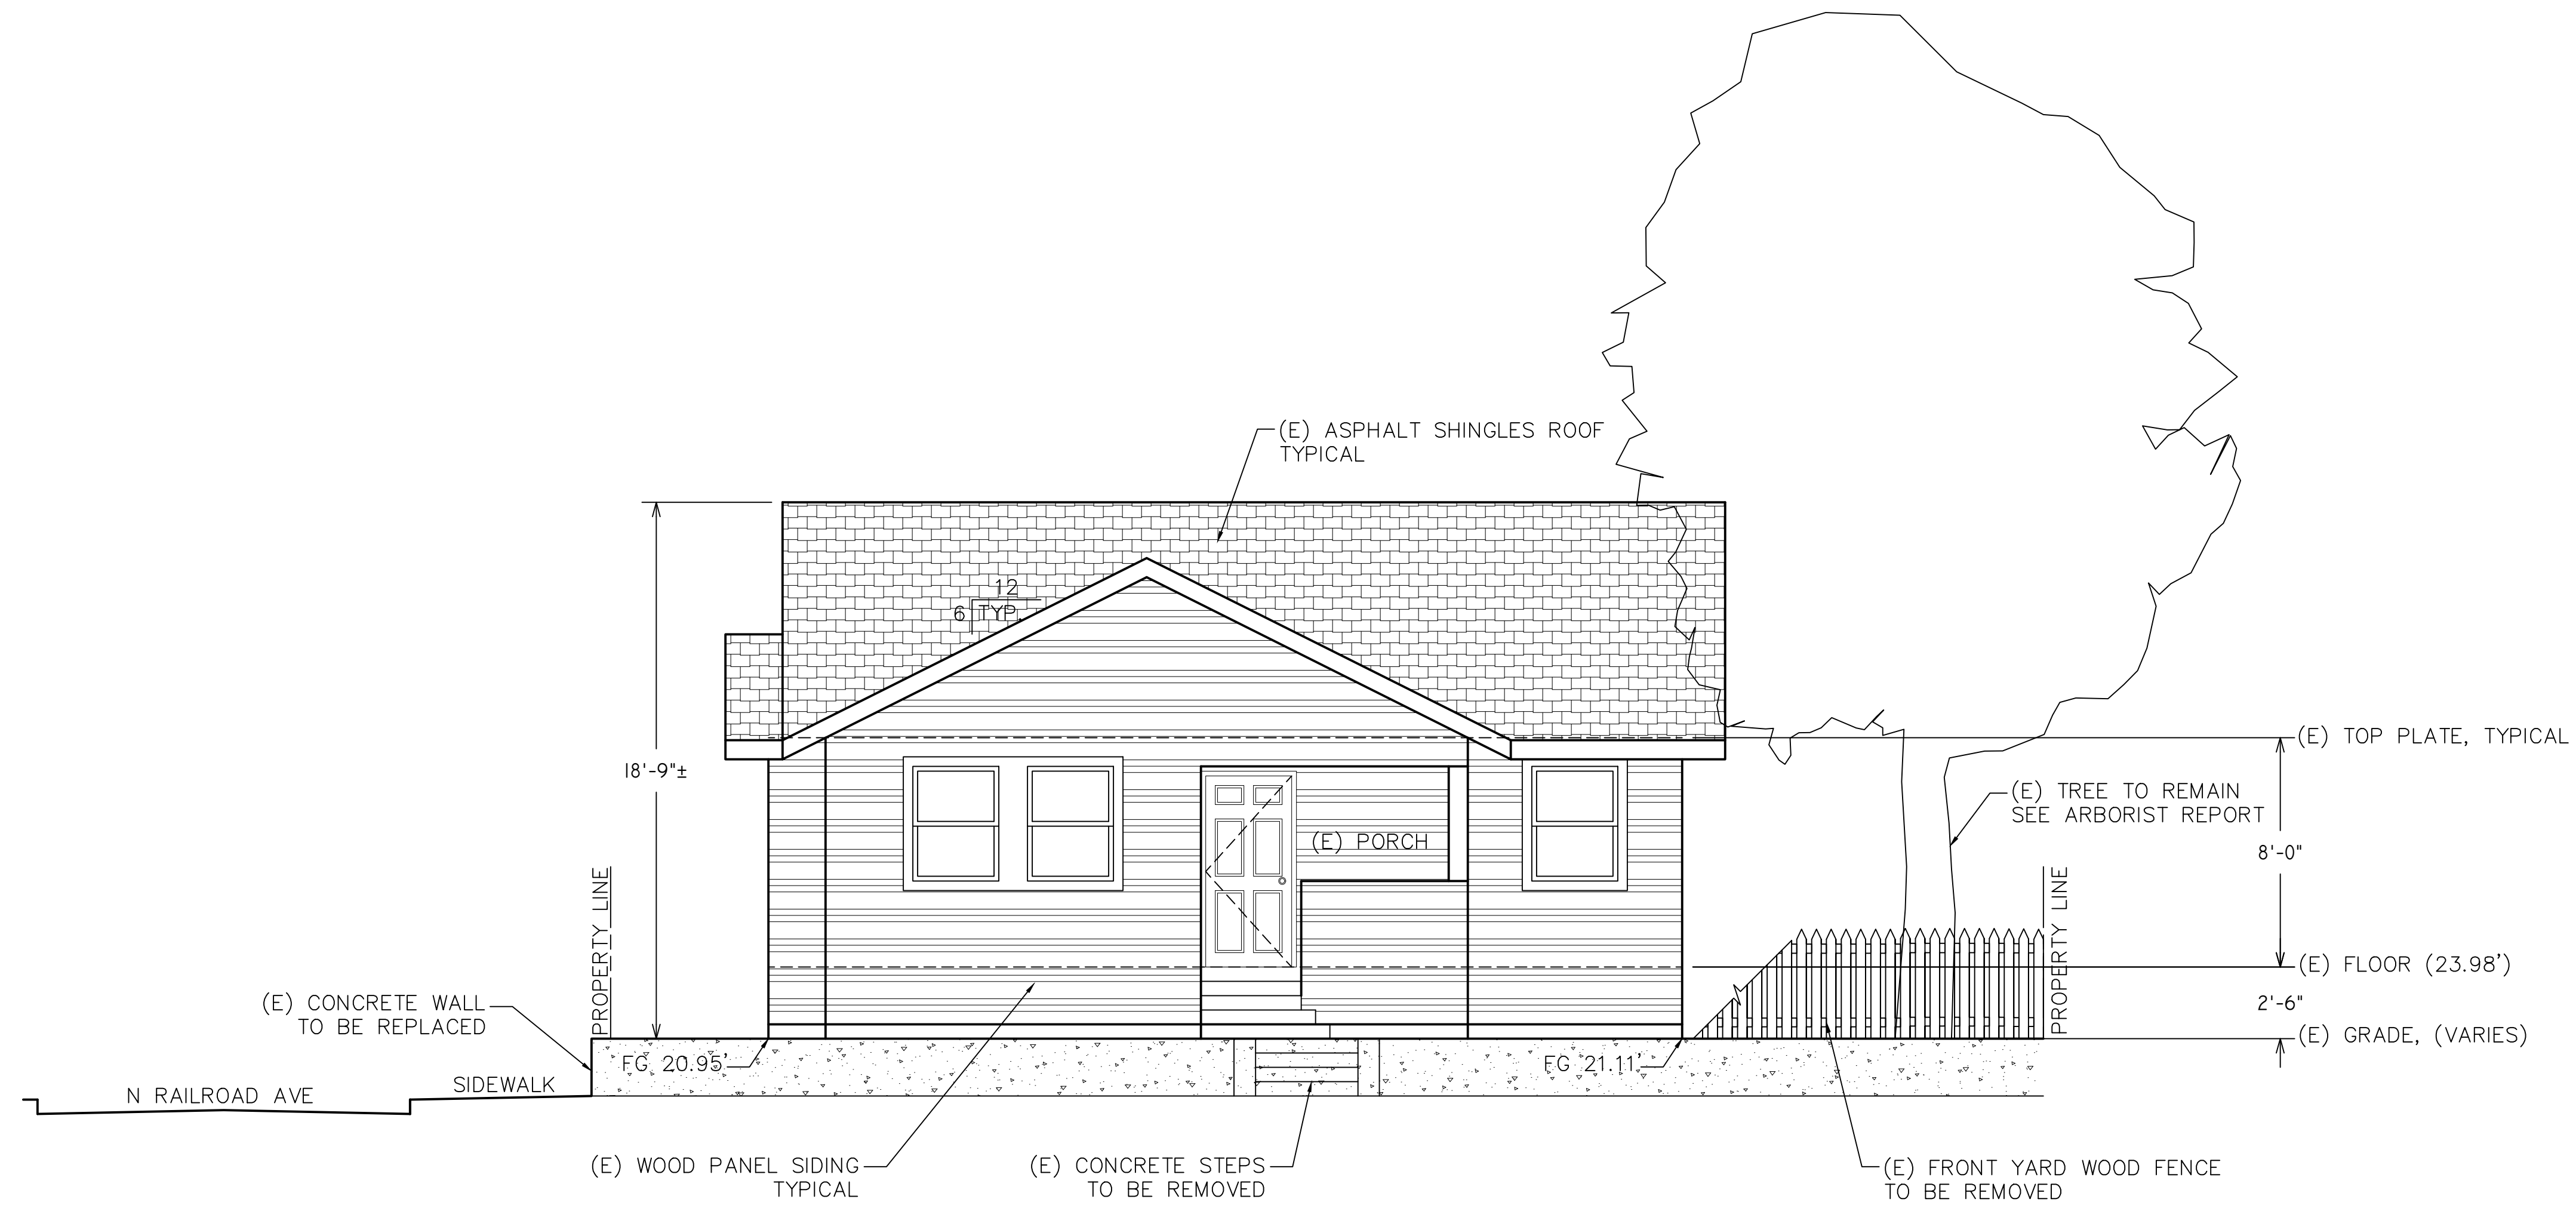 (E) ASPHALT SHINGLES ROOF
TYPICAL
12
6 TYP.
(E) TOP PLATE, TYPICAL
18'-9"±
(E) TREE TO REMAIN
SEE ARBORIST REPORT
(E) PORCH
8'-0"
PROPERTY LINE
PROPERTY LINE
(E) FLOOR (23.98')
(E) CONCRETE WALL
TO BE REPLACED
2'-6"
(E) GRADE, (VARIES)
FG 20.95'
FG 21.11'
SIDEWALK
N RAILROAD AVE
(E) WOOD PANEL SIDING
TYPICAL
(E) CONCRETE STEPS
TO BE REMOVED
(E) FRONT YARD WOOD FENCE
TO BE REMOVED